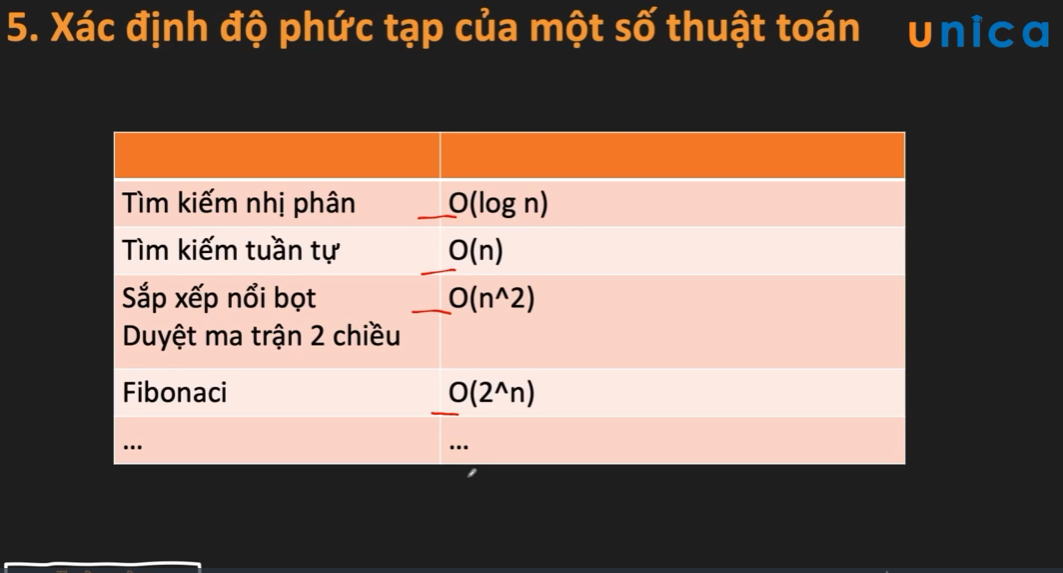 5. Xác định độ phức tạp của một số thuật toán
unica
Tìm kiếm nhị phân O(log n)
Tìm kiếm tuần tự O(n)
Sắp xếp nổi bọt O(n^2)
Duyệt ma trận 2 chiều
Fibonaci O(2^n)
... ...